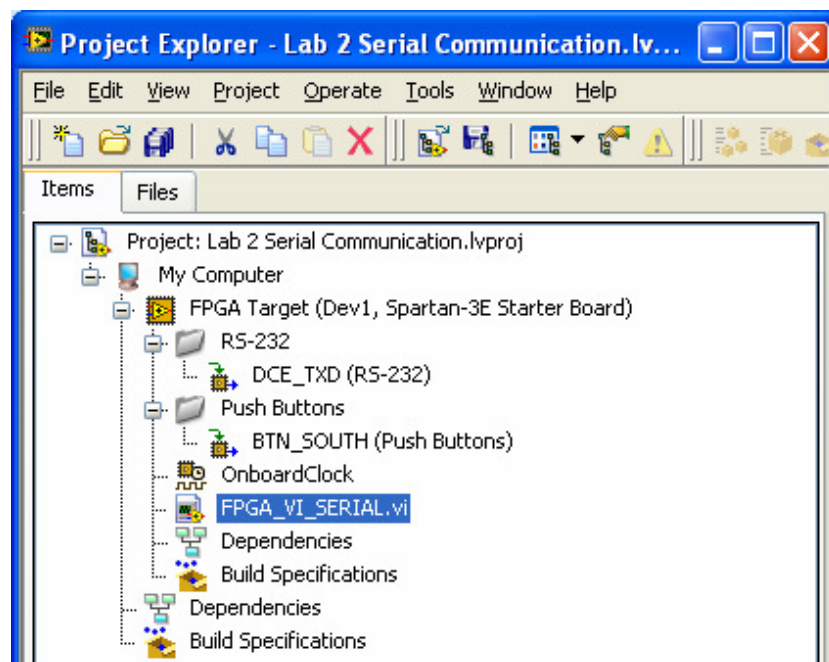 Project Explorer - Lab 2 Serial Communication.lv...
File Edit View Project Operate Tools Window Help
Items Files
Project: Lab 2 Serial Communication.lvproj
My Computer
FPGA Target (Dev1, Spartan-3E Starter Board)
RS-232
DCE_TXD (RS-232)
Push Buttons
BTN_SOUTH (Push Buttons)
OnboardClock
FPGA_VI_SERIAL.vi
Dependencies
Build Specifications
Dependencies
Build Specifications